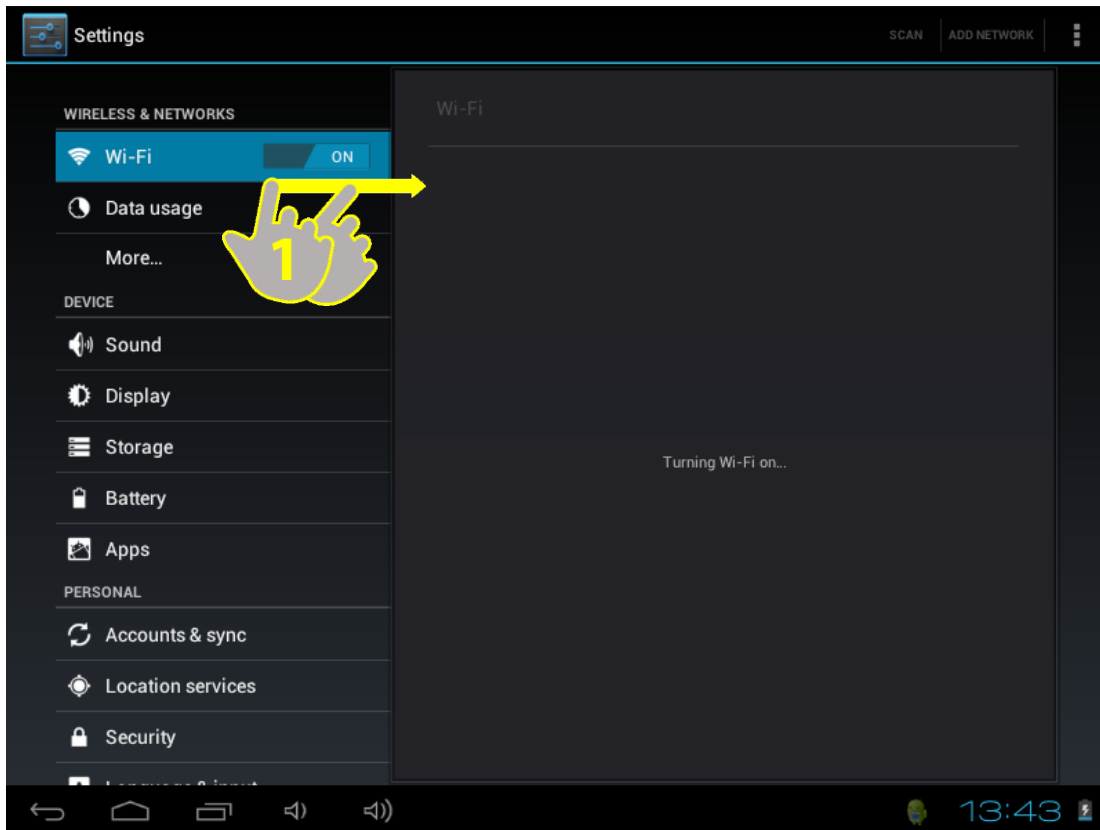 Settings
SCAN
ADD NETWORK
WIRELESS & NETWORKS
Wi-Fi
ON
Data usage
More...
1
DEVICE
Sound
Display
Storage
Battery
Apps
PERSONAL
Accounts & sync
Location services
Security
Wi-Fi
Turning Wi-Fi on...
13:43